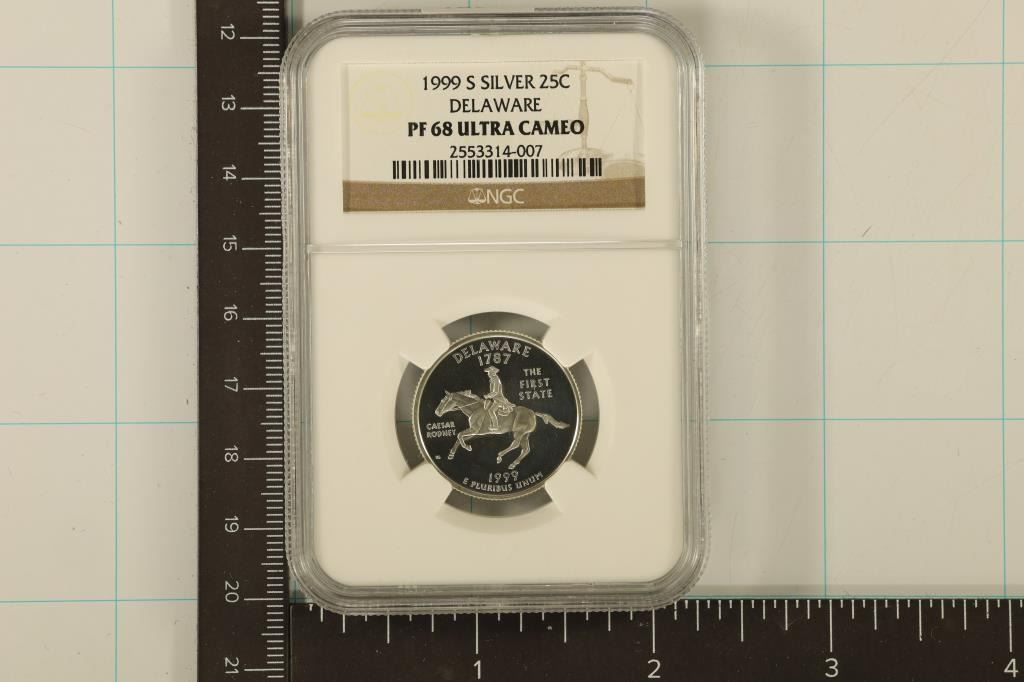 1999 S SILVER 25C
DELAWARE
PF 68 ULTRA CAMEO
2553314-007
NGC
DELAWARE
1787
THE
FIRST
STATE
CAESAR
RODNEY
1999
E PLURIBUS UNUM
12
13
14
15
16
17
18
19
20
21
1 2 3 4